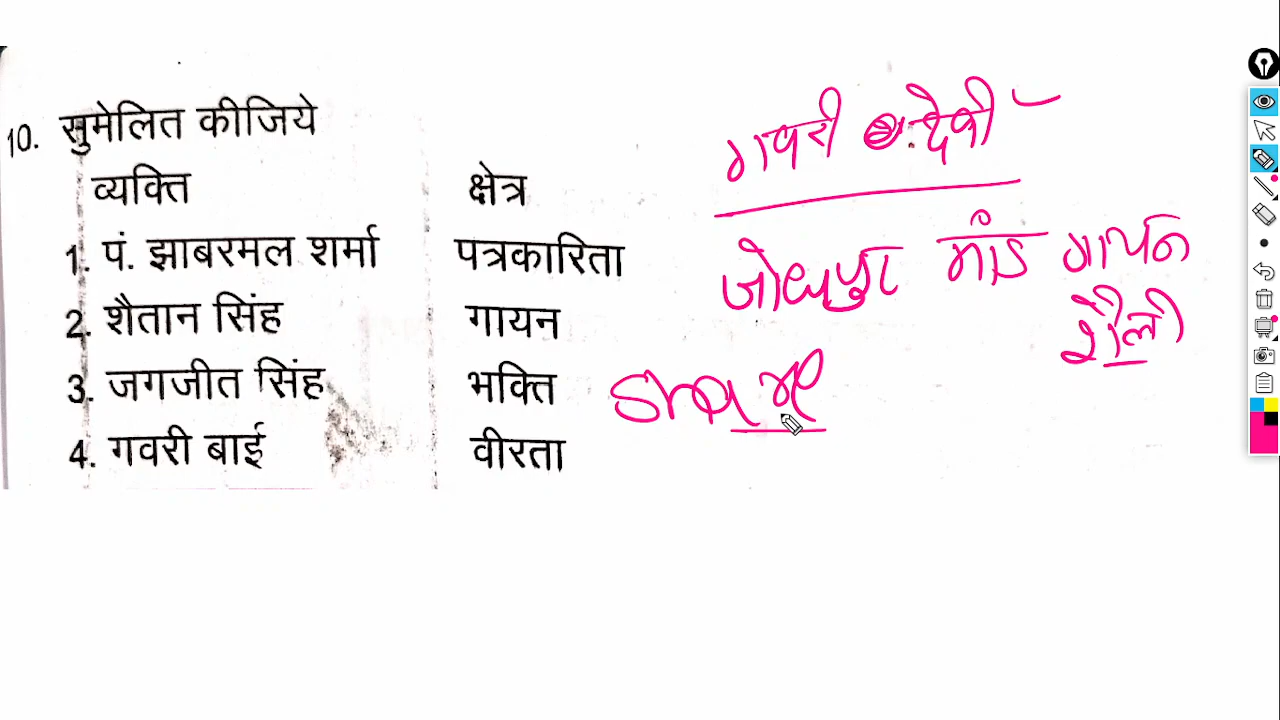 10. सुमेलित कीजिये
व्यक्ति क्षेत्र
1. पं. झाबरमल शर्मा पत्रकारिता
2. शैतान सिंह गायन
3. जगजीत सिंह भक्ति
4. गवरी बाई वीरता
गवरी देवी
जोधपुर मांड गायन
शैली